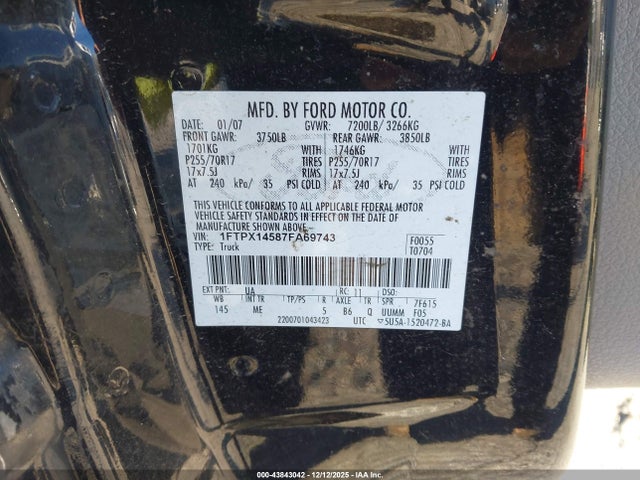 MFD. BY FORD MOTOR CO.
DATE: 01/07 GVWR: 7200LB/ 3266KG
FRONT GAWR: 3750LB REAR GAWR: 3850LB
1701KG WITH 1746KG WITH
P255/70R17 TIRES P255/70R17 TIRES
17x7.5J RIMS 17x7.5J RIMS
AT 240 kPa/ 35 PSI COLD AT 240 kPa/ 35 PSI COLD
THIS VEHICLE CONFORMS TO ALL APPLICABLE FEDERAL MOTOR
VEHICLE SAFETY STANDARDS IN EFFECT ON THE DATE OF
MANUFACTURE SHOWN ABOVE.
VIN: 1FTPX14587FA69743 F0055
TYPE: Truck T0704
EXT PNT: UA RC: 11 DSO:
WB INT TR TP/PS R AXLE TR SPR 7F615
145 ME 5 B6 Q UUMM F05
2200701043423 UTC 5U5A-1520472-BA
000-43843042 - 12/12/2025 - IAAI.com